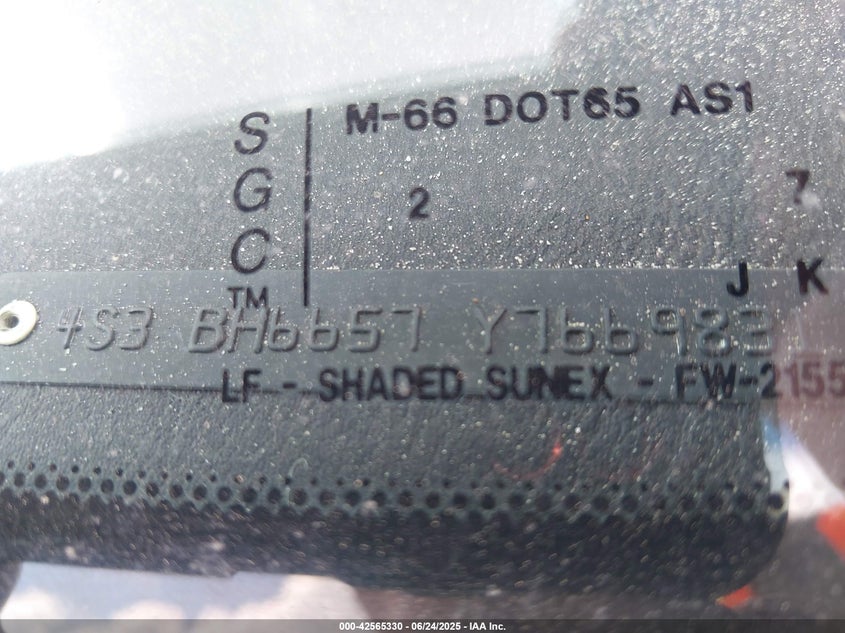 S
G
C
TM
M-66 DOT65 AS1
2 7
J K
4S3 BH6657 Y766983
LF - SHADED SUNEX - FW-2155
000-42565330 - 06/24/2025 - IAA Inc.